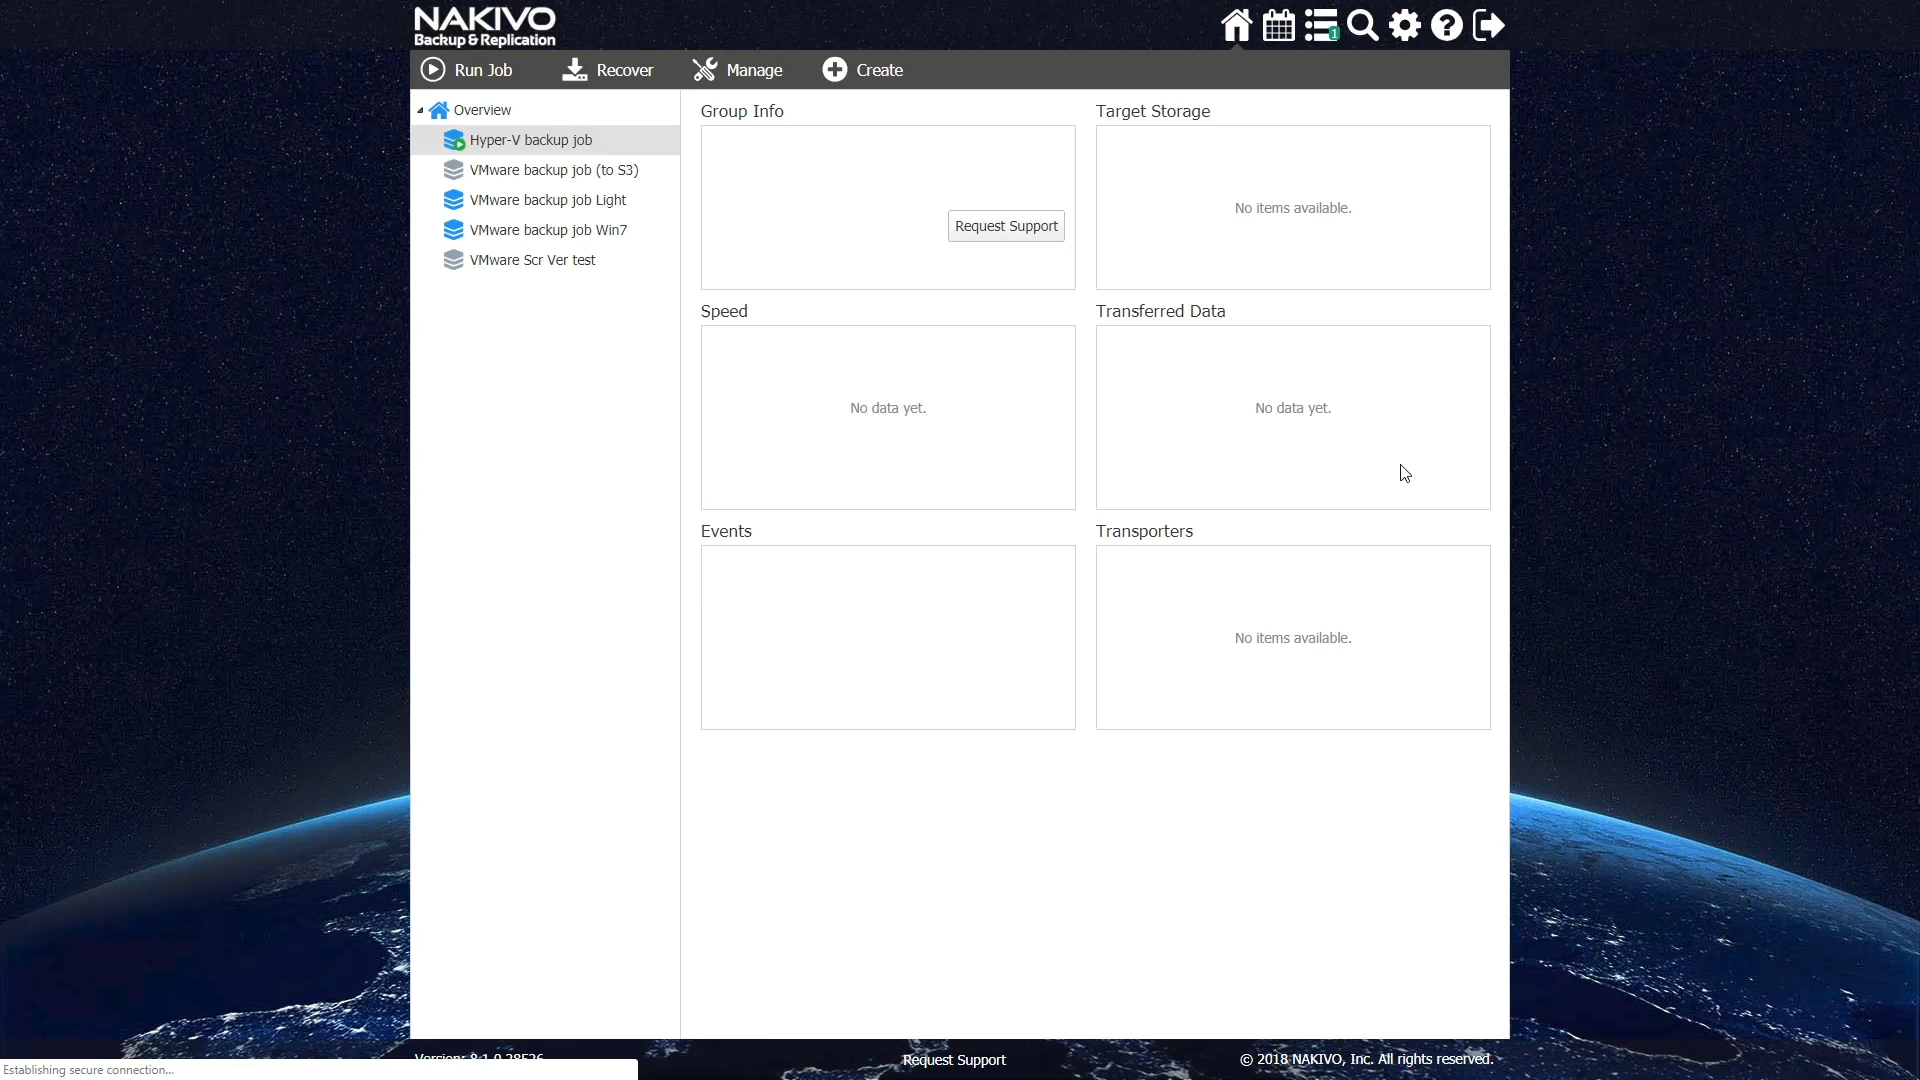 NAKIVO
Backup & Replication
1
Run Job
Recover
Manage
Create
Overview
Hyper-V backup job
VMware backup job (to S3)
VMware backup job Light
VMware backup job Win7
VMware Scr Ver test
Group Info
Request Support
Target Storage
No items available.
Speed
No data yet.
Transferred Data
No data yet.
Events
Transporters
No items available.
Request Support
© 2018 NAKIVO, Inc. All rights reserved.
Establishing secure connection...